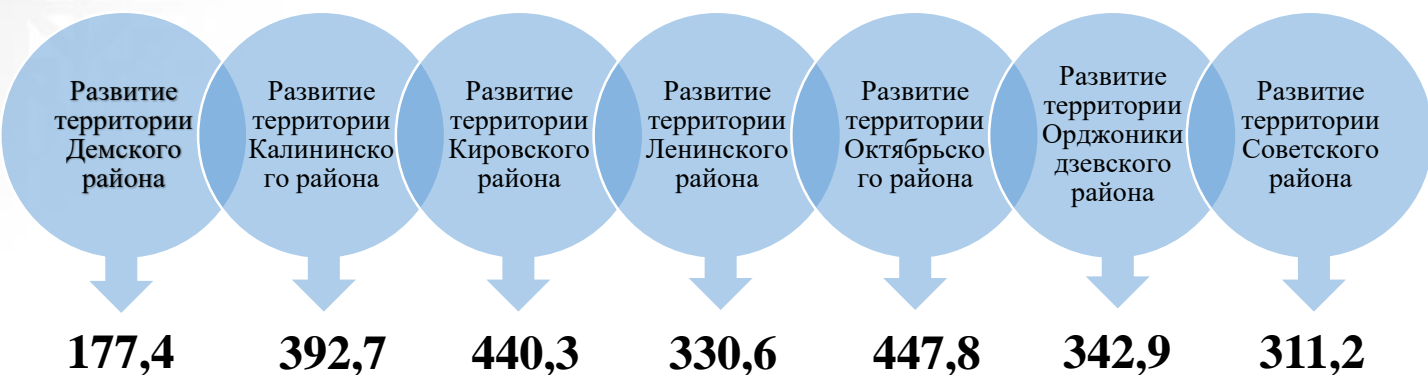 Развитие
территории
Демского
района
Развитие
территории
Калининско
го района
Развитие
территории
Кировского
района
Развитие
территории
Ленинского
района
Развитие
территории
Октябрьско
го района
Развитие
территории
Орджоники
дзевского
района
Развитие
территории
Советского
района
177,4
392,7
440,3
330,6
447,8
342,9
311,2